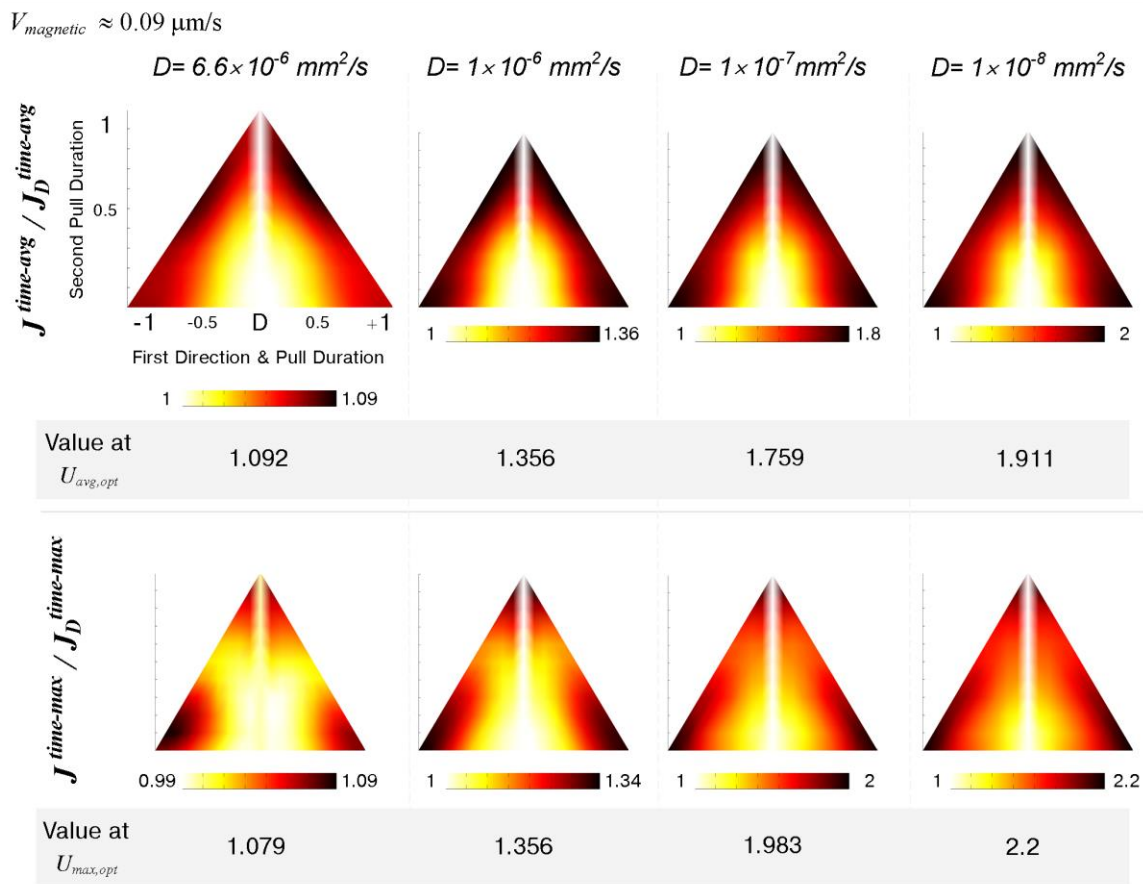 V_magnetic ≈ 0.09 μm/s
D= 6.6×10⁻⁶ mm²/s D= 1×10⁻⁶ mm²/s D= 1×10⁻⁷mm²/s D= 1×10⁻⁸ mm²/s
J^time-avg / J_D^time-avg
Second Pull Duration
1
0.5
-1 -0.5 D 0.5 +1
First Direction & Pull Duration
1 1.09
1 1.36
1 1.8
1 2
Value at
U_avg,opt
1.092 1.356 1.759 1.911
J^time-max / J_D^time-max
0.99 1.09
1 1.34
1 2
1 2.2
Value at
U_max,opt
1.079 1.356 1.983 2.2